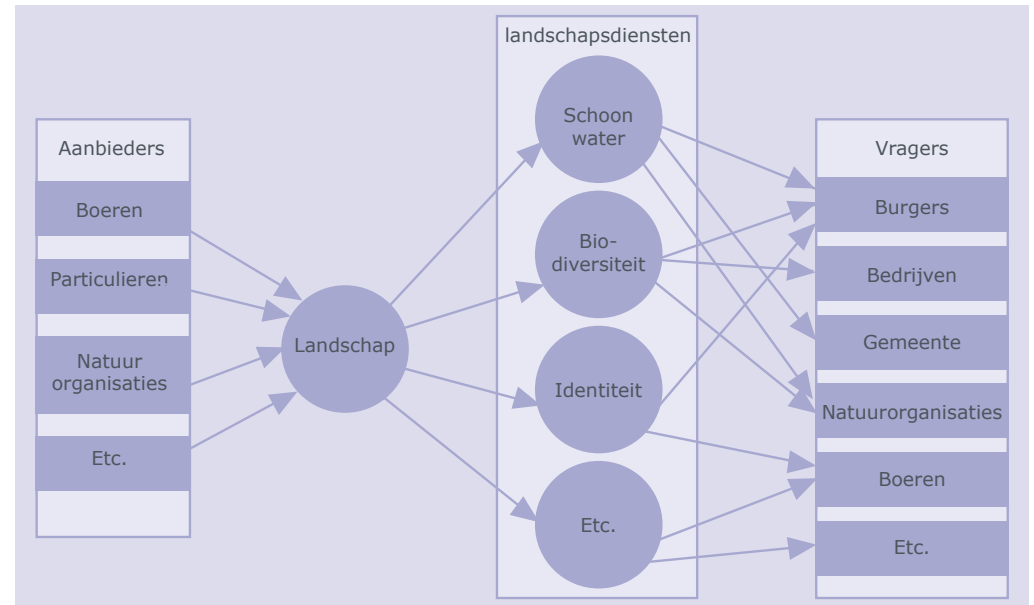 Aanbieders
Boeren
Particulieren
Natuur
organisaties
Etc.
Landschap
landschapsdiensten
Schoon
water
Bio-
diversiteit
Identiteit
Etc.
Vragers
Burgers
Bedrijven
Gemeente
Natuurorganisaties
Boeren
Etc.